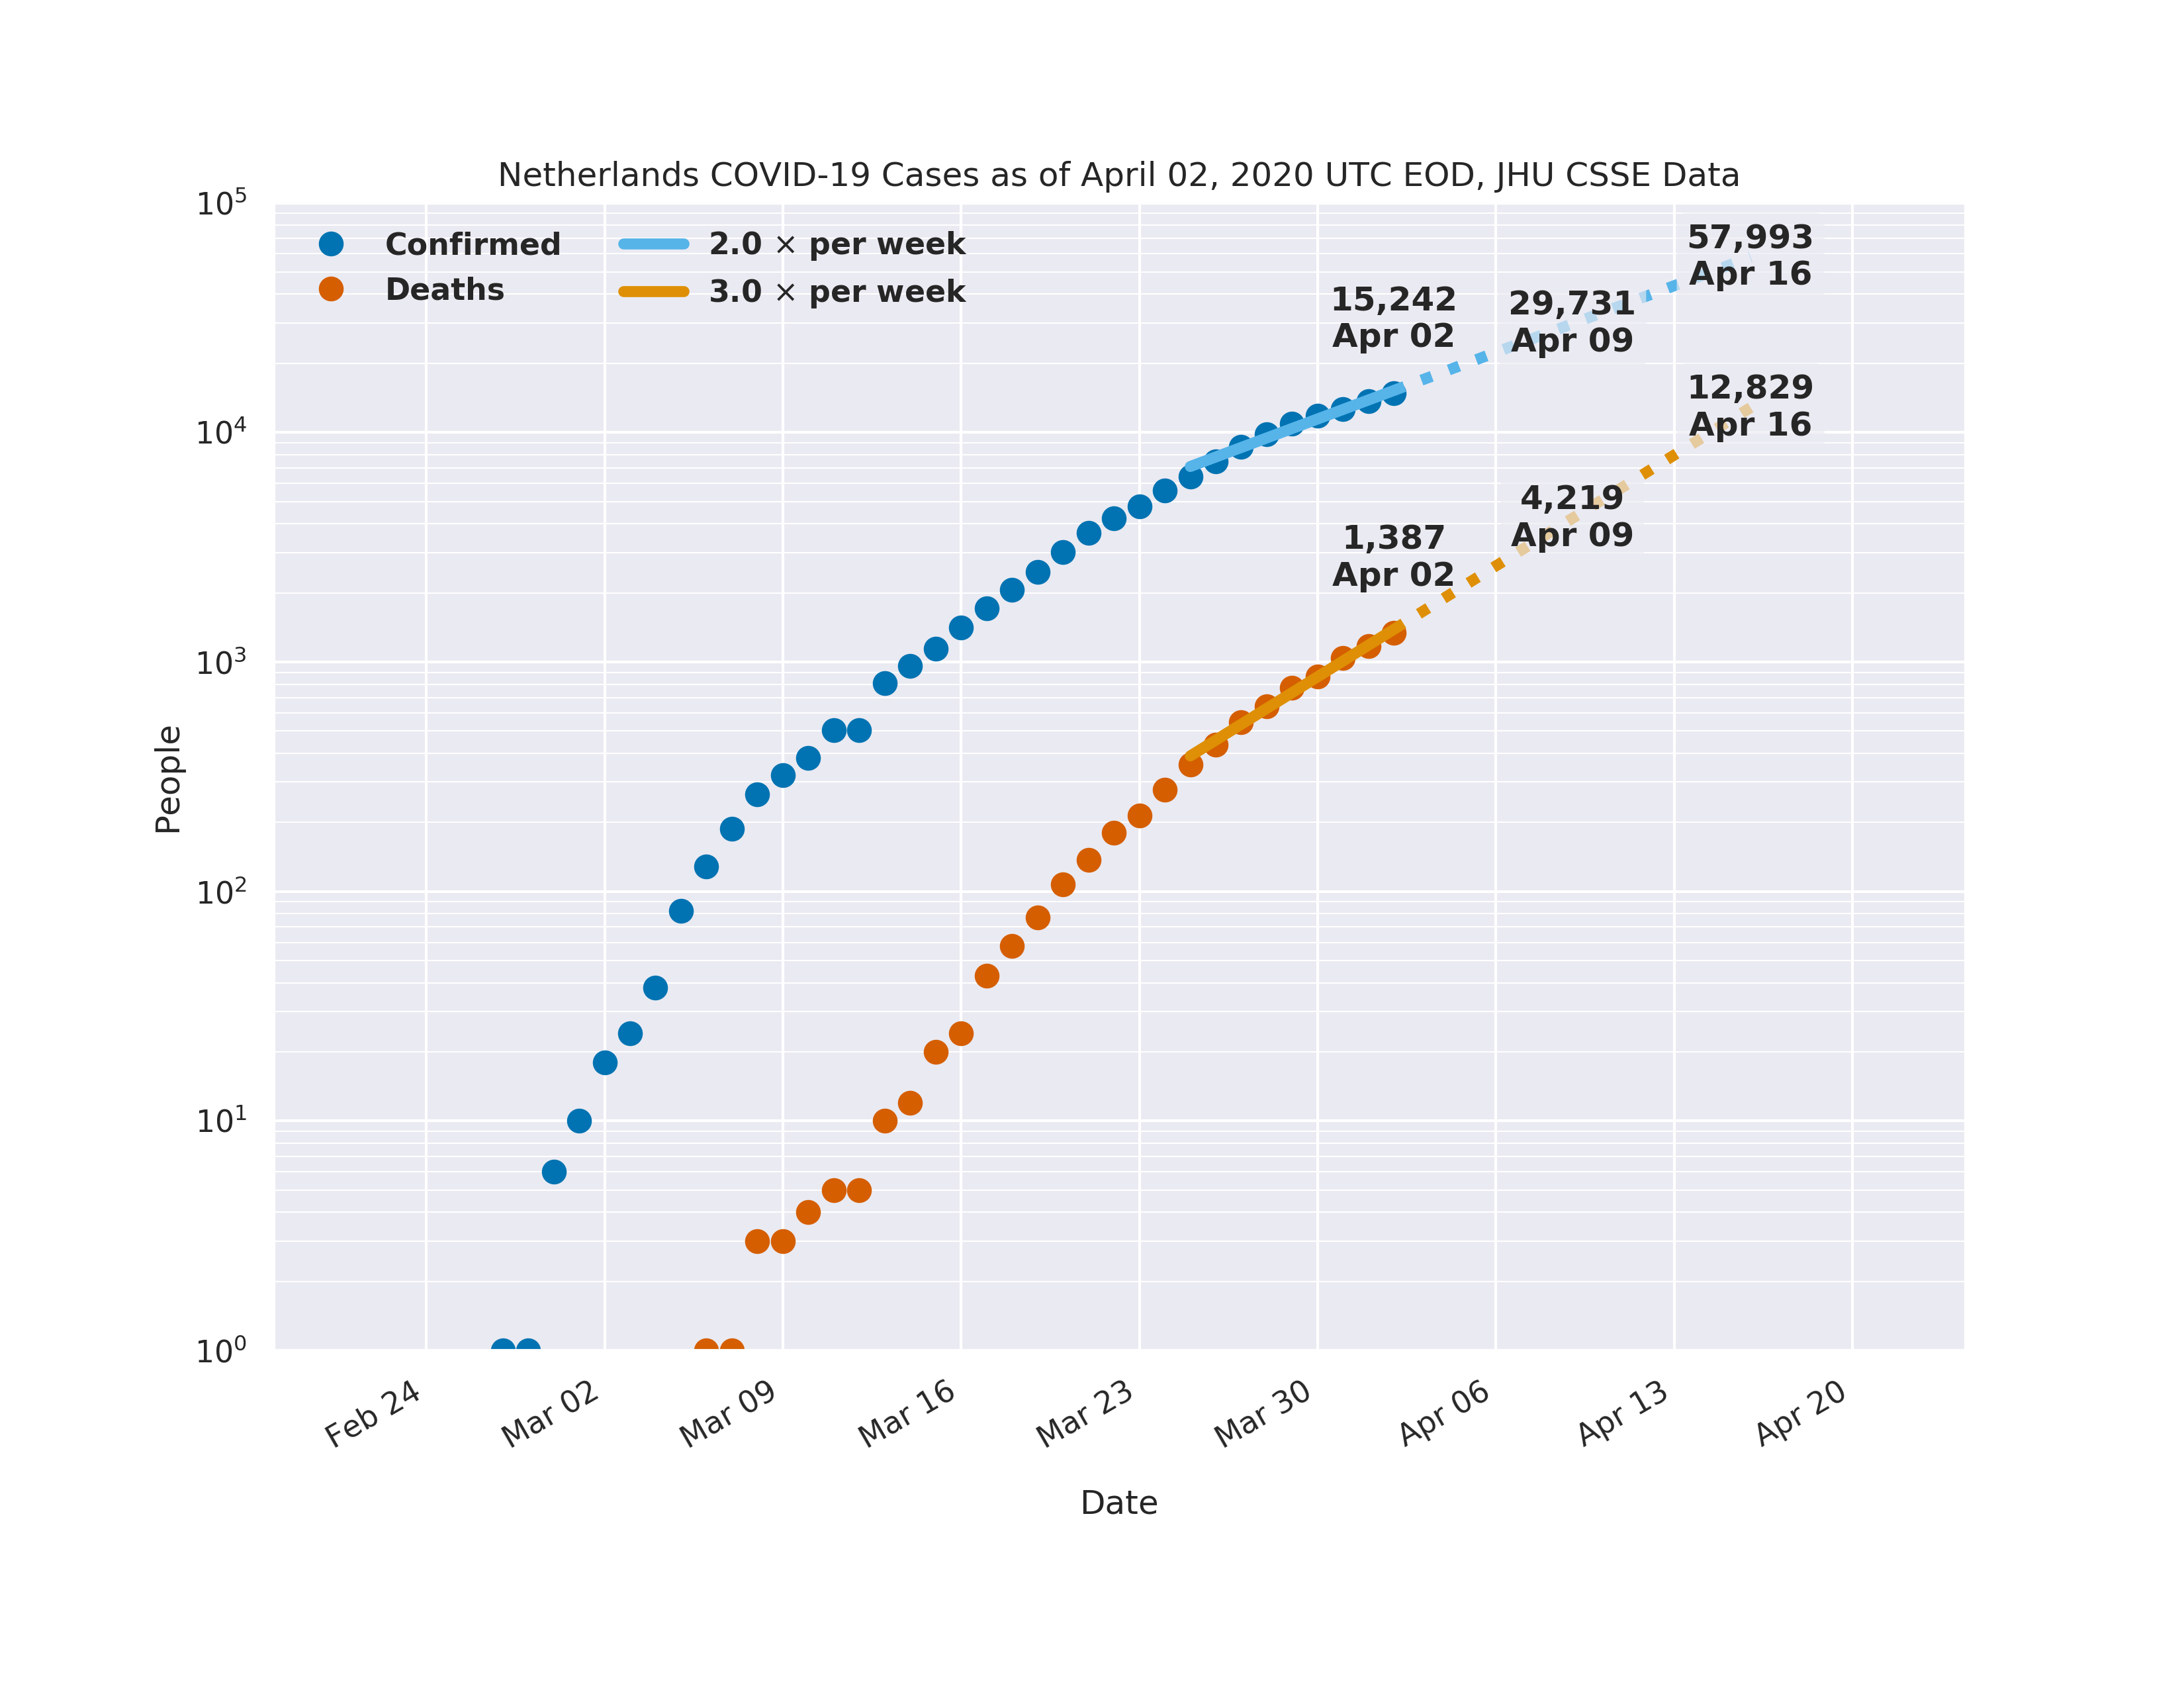 Netherlands COVID-19 Cases as of April 02, 2020 UTC EOD, JHU CSSE Data
Confirmed
Deaths
2.0 × per week
3.0 × per week
57,993
Apr 16
15,242
Apr 02
29,731
Apr 09
12,829
Apr 16
4,219
Apr 09
1,387
Apr 02
10⁵
10⁴
10³
10²
10¹
10⁰
People
Feb 24
Mar 02
Mar 09
Mar 16
Mar 23
Mar 30
Apr 06
Apr 13
Apr 20
Date